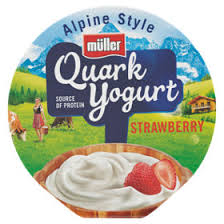 Alpine Style
müller
Quark
Yogurt
SOURCE
OF PROTEIN
STRAWBERRY